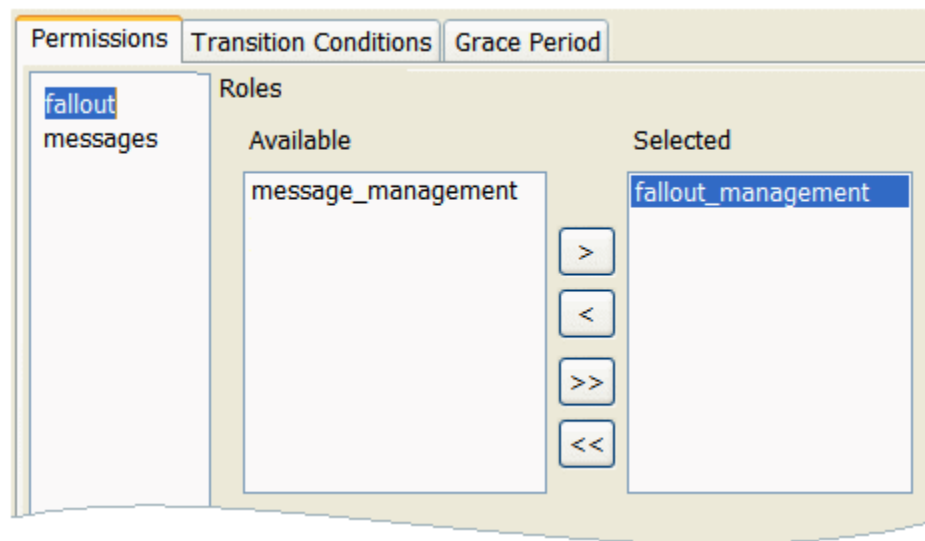 Permissions Transition Conditions Grace Period
fallout
messages
Roles
Available
message_management
>
<
>>
<<
Selected
fallout_management